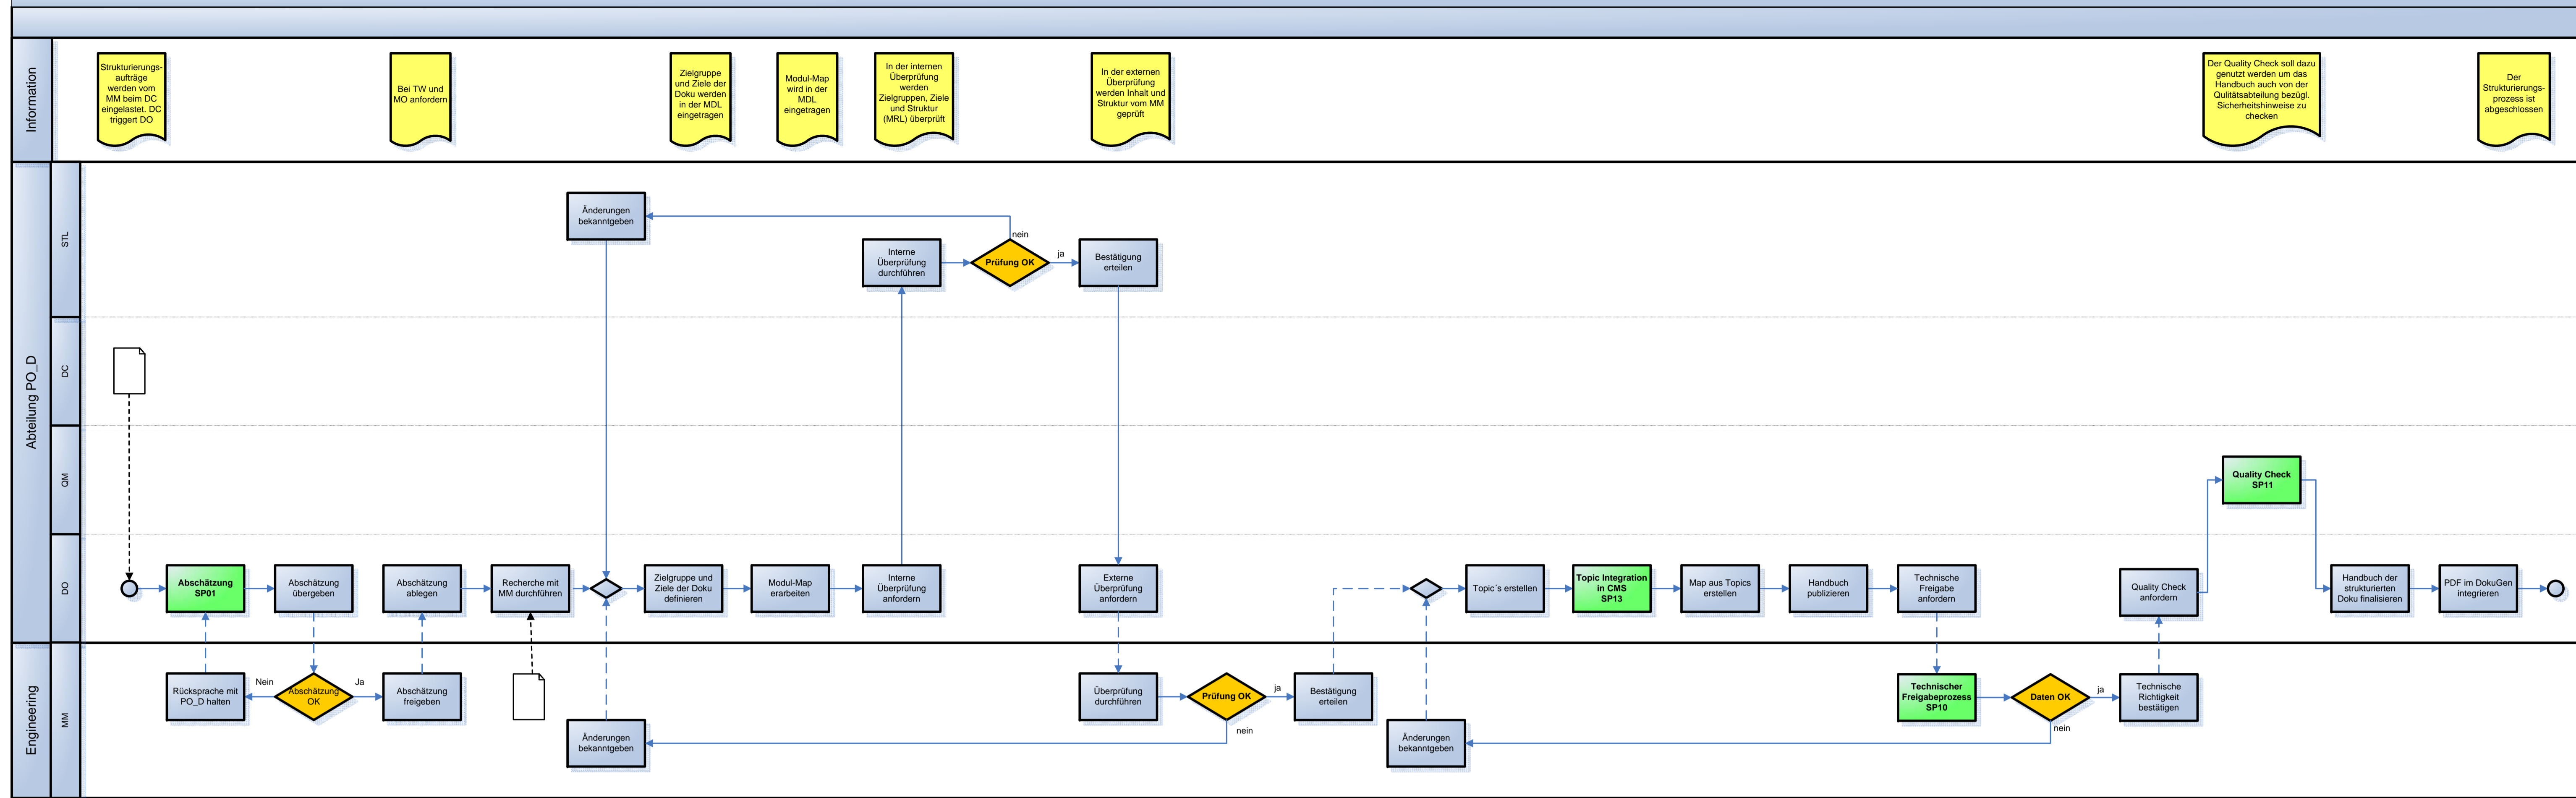 Information
Strukturierungs-
aufträge
werden vom
MM beim DC
eingelastet. DC
triggert DO
Bei TW und
MO anfordern
Zielgruppe
und Ziele der
Doku werden
in der MDL
eingetragen
Modul-Map
wird in der
MDL
eingetragen
In der internen
Überprüfung
werden
Zielgruppen, Ziele
und Struktur
(MRL) überprüft
In der externen
Überprüfung
werden Inhalt und
Struktur vom MM
geprüft
Der Quality Check soll dazu
genutzt werden um das
Handbuch auch von der
Qulitätsabteilung bezügl.
Sicherheitshinweise zu
checken
Der
Strukturierungs-
prozess ist
abgeschlossen
Abteilung PO_D
STL
Änderungen
bekanntgeben
Interne
Überprüfung
durchführen
Prüfung OK
nein
ja
Bestätigung
erteilen
DC
QM
Quality Check
SP11
DO
Abschätzung
SP01
Abschätzung
übergeben
Abschätzung
ablegen
Recherche mit
MM durchführen
Zielgruppe und
Ziele der Doku
definieren
Modul-Map
erarbeiten
Interne
Überprüfung
anfordern
Externe
Überprüfung
anfordern
Topic´s erstellen
Topic Integration
in CMS
SP13
Map aus Topics
erstellen
Handbuch
publizieren
Technische
Freigabe
anfordern
Quality Check
anfordern
Handbuch der
strukturierten
Doku finalisieren
PDF im DokuGen
integrieren
Engineering
MM
Rücksprache mit
PO_D halten
Nein
Abschätzung
OK
Ja
Abschätzung
freigeben
Änderungen
bekanntgeben
Überprüfung
durchführen
Prüfung OK
ja
nein
Bestätigung
erteilen
Änderungen
bekanntgeben
Technischer
Freigabeprozess
SP10
Daten OK
ja
nein
Technische
Richtigkeit
bestätigen